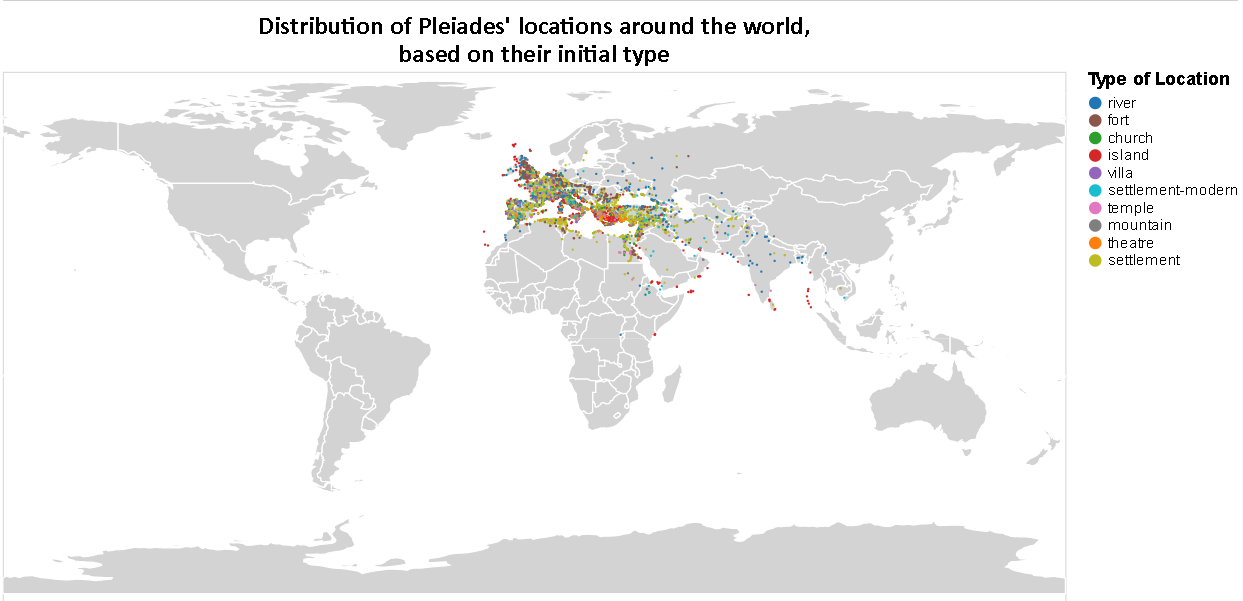 Distribution of Pleiades' locations around the world,
based on their initial type
Type of Location
river
fort
church
island
villa
settlement-modern
temple
mountain
theatre
settlement